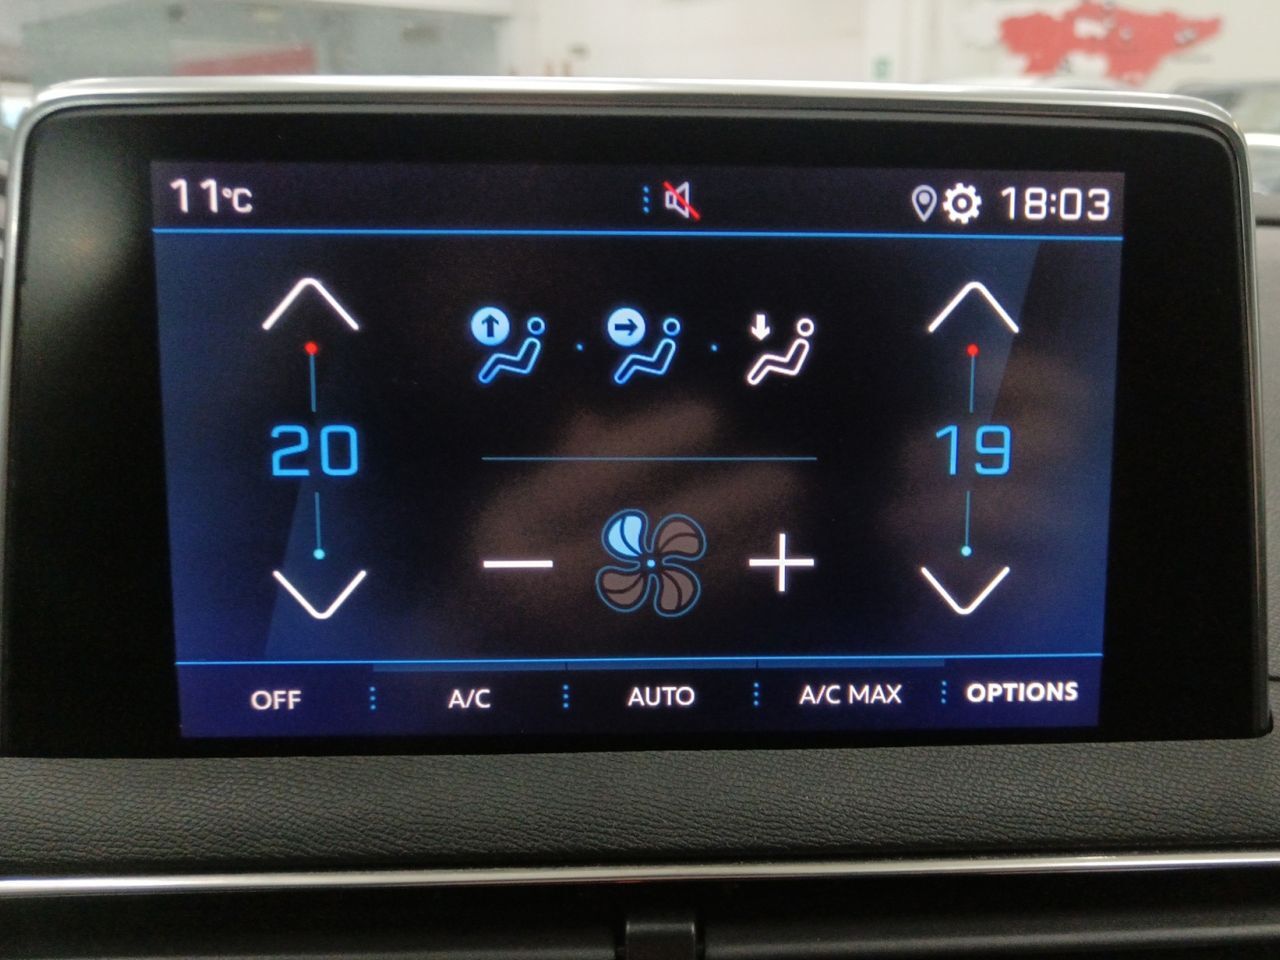 11°C 18:03
20 19
OFF A/C AUTO A/C MAX OPTIONS